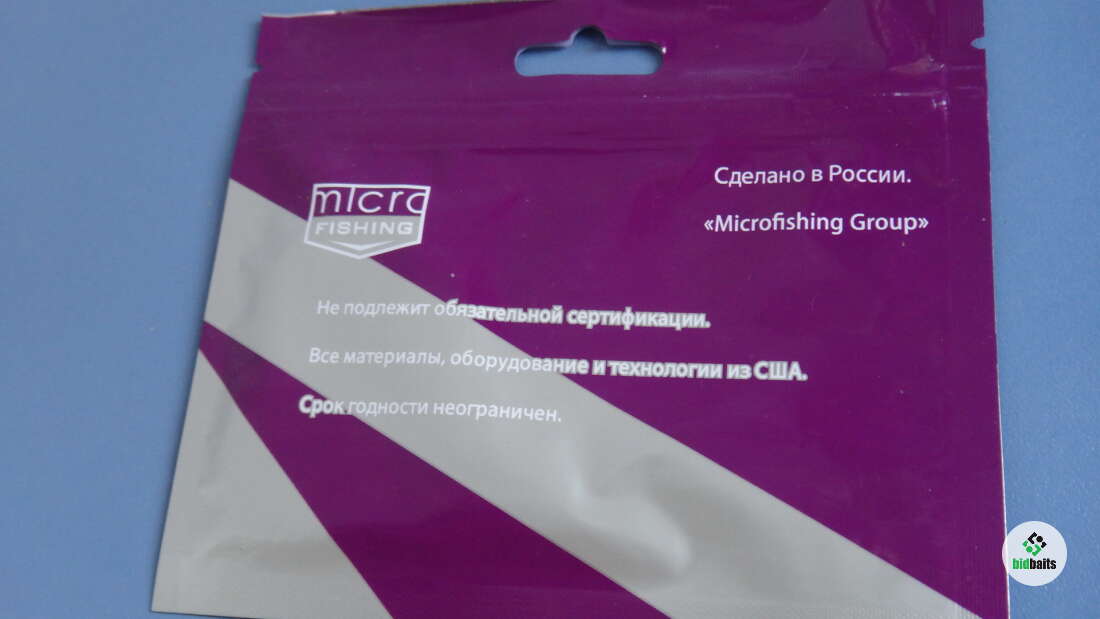 Сделано в России.
micro
FISHING
«Microfishing Group»
Не подлежит обязательной сертификации.
Все материалы, оборудование и технологии из США.
Срок годности неограничен.
bidbaits